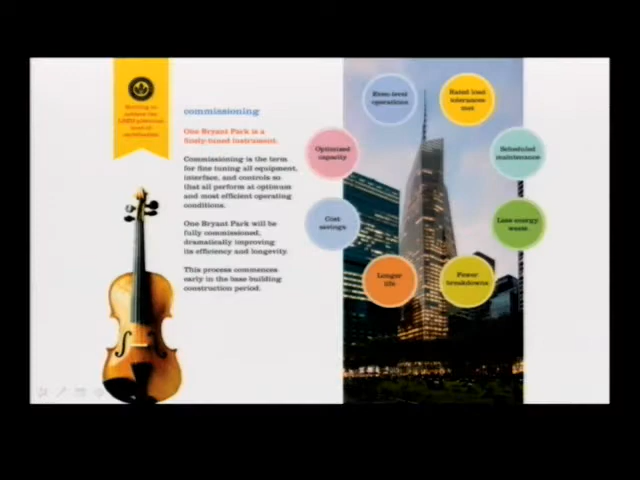 commissioning
One Bryant Park is a
finely-tuned instrument.
Commissioning is the term
for fine tuning all equipment,
interface, and controls so
that all perform at optimum
and most efficient operating
conditions.
One Bryant Park will be
fully commissioned,
dramatically improving
its efficiency and longevity.
This process commences
early in the base building
construction period.
operations
Rated load
tolerances
met
Optimized
capacity
Scheduled
maintenance
Cost
savings
Less energy
waste
Longer
life
Fewer
breakdowns